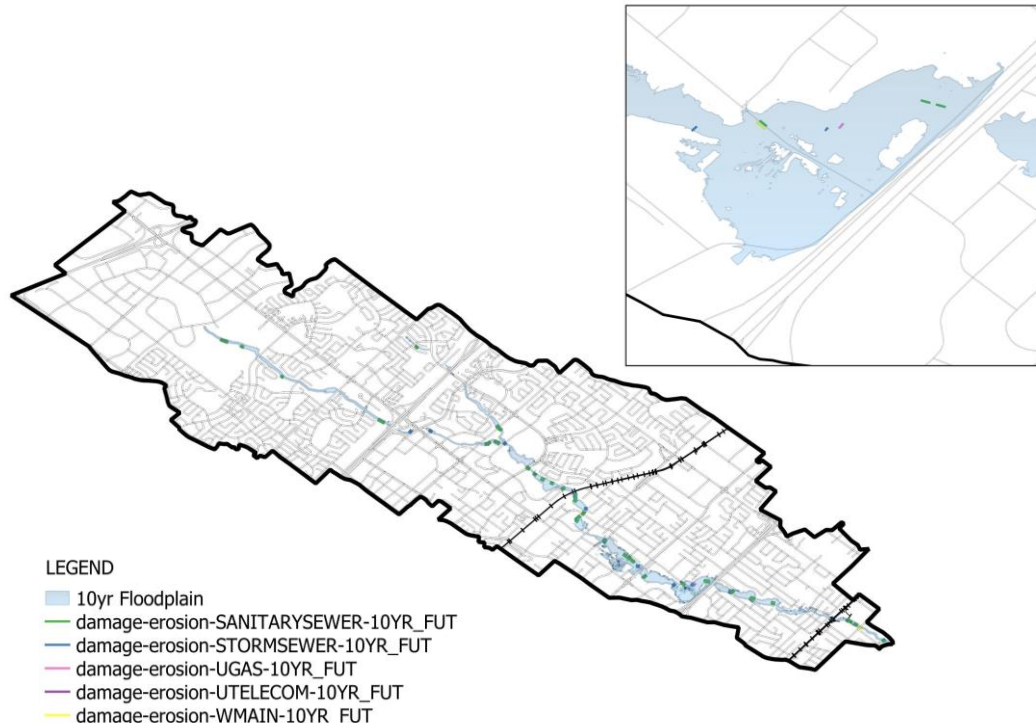 LEGEND
10yr Floodplain
damage-erosion-SANITARYSEWER-10YR_FUT
damage-erosion-STORMSEWER-10YR_FUT
damage-erosion-UGAS-10YR_FUT
damage-erosion-UTELECOM-10YR_FUT
damage-erosion-WMAIN-10YR_FUT